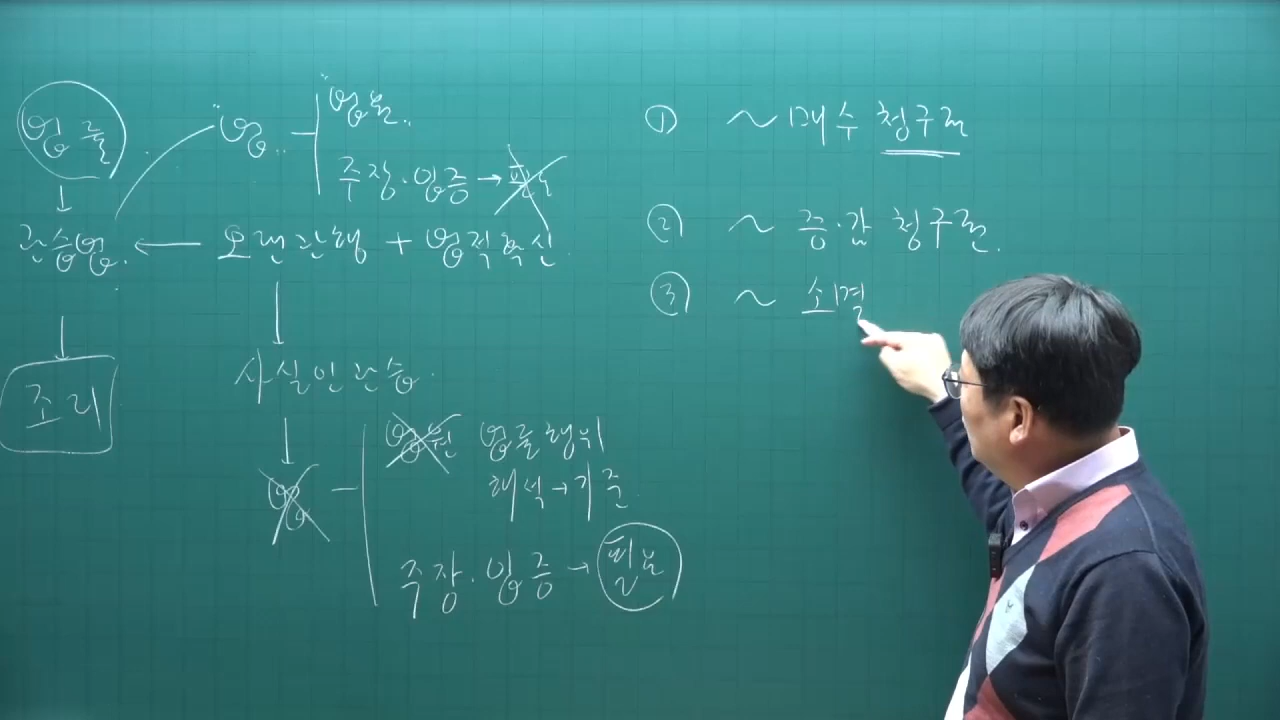 법률
↓
관습법 ← 오랜관행 + 법적확신
↓
조리
"법"
"법원"
주장·입증 → 필요
↓
사실인관습
↓
법
법원 법률행위
해석 → 기준
주장·입증 → 필요
① ~ 매수 청구권
② ~ 증·감 청구권.
③ ~ 소멸